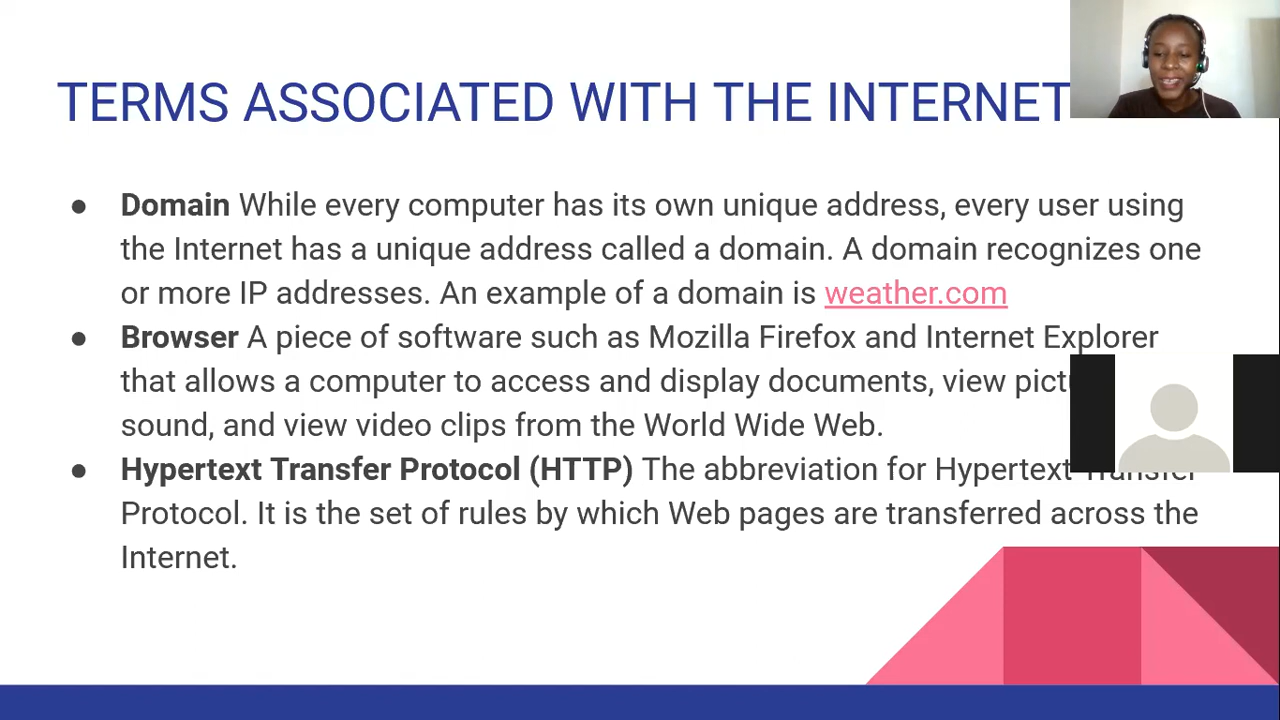 TERMS ASSOCIATED WITH THE INTERNET
● Domain While every computer has its own unique address, every user using
the Internet has a unique address called a domain. A domain recognizes one
or more IP addresses. An example of a domain is weather.com
● Browser A piece of software such as Mozilla Firefox and Internet Explorer
that allows a computer to access and display documents, view
sound, and view video clips from the World Wide Web.
● Hypertext Transfer Protocol (HTTP) The abbreviation for Hypertext Transfer
Protocol. It is the set of rules by which Web pages are transferred across the
Internet.